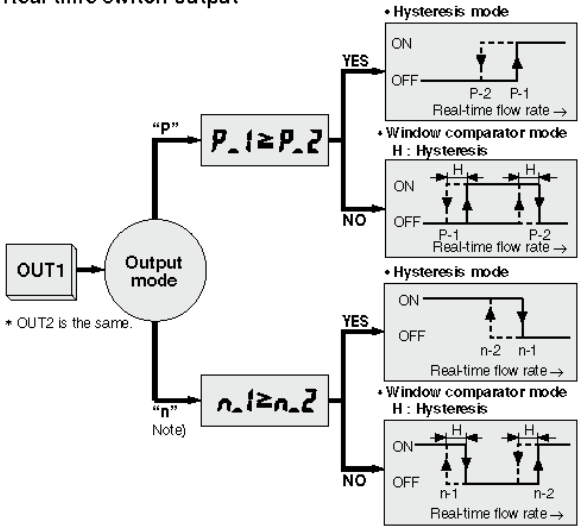 Real-time switch output
• Hysteresis mode
ON
OFF
P-2 P-1
Real-time flow rate →
YES
"P"
P_1≥P_2
• Window comparator mode
H : Hysteresis
H H
ON
OFF
P-1 P-2
Real-time flow rate →
NO
OUT1
Output
mode
* OUT2 is the same.
• Hysteresis mode
ON
OFF
n-2 n-1
Real-time flow rate →
YES
"n"
Note)
n_1≥n_2
• Window comparator mode
H : Hysteresis
H H
ON
OFF
n-1 n-2
Real-time flow rate →
NO